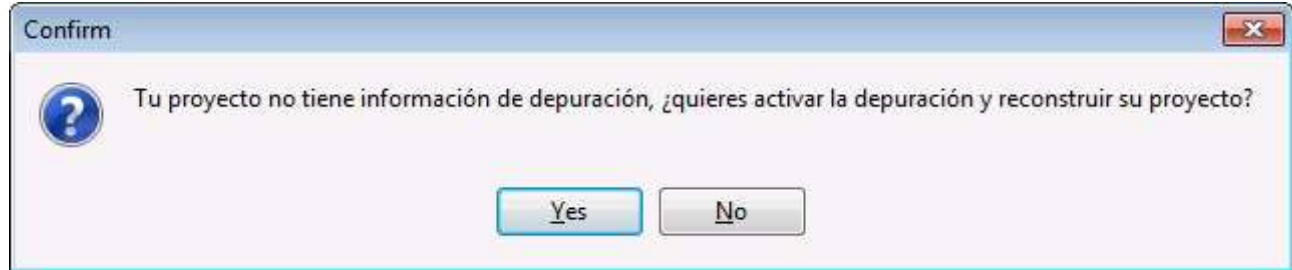 Confirm
Tu proyecto no tiene información de depuración, ¿quieres activar la depuración y reconstruir su proyecto?
Yes No